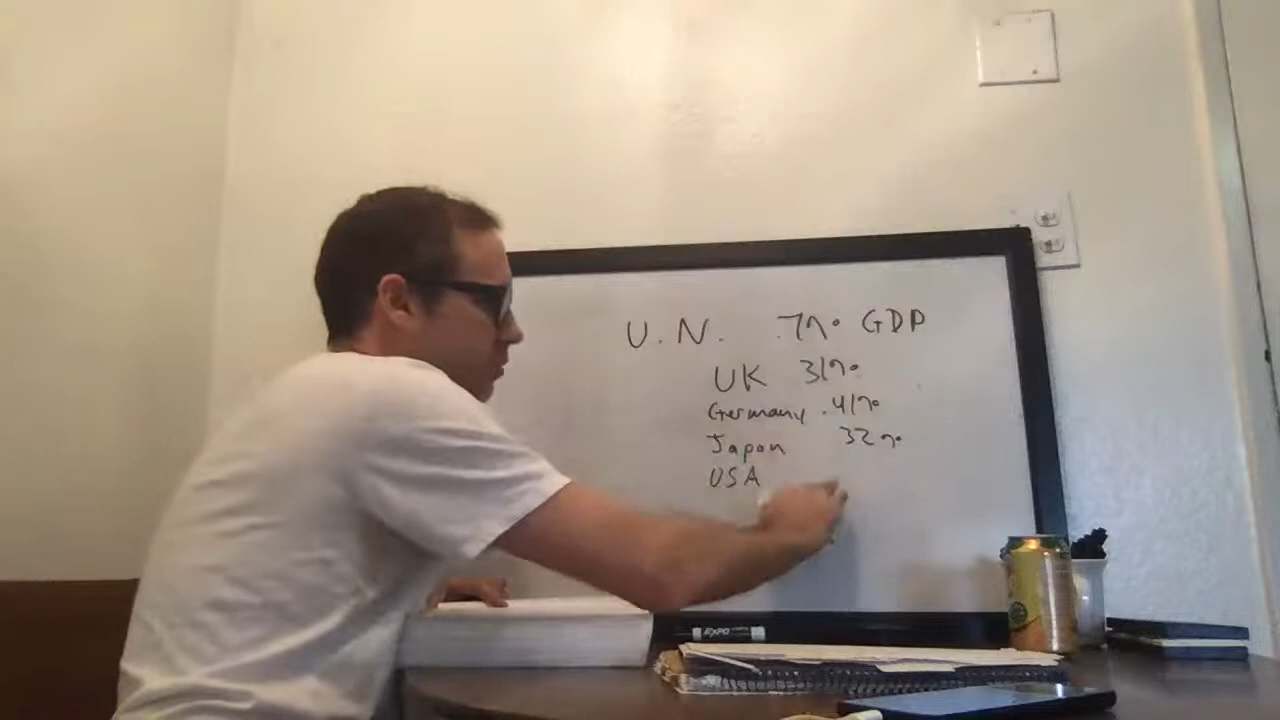 U.N. .7% GDP
UK 31%
Germany .41%
Japan 32%
USA
EXPO